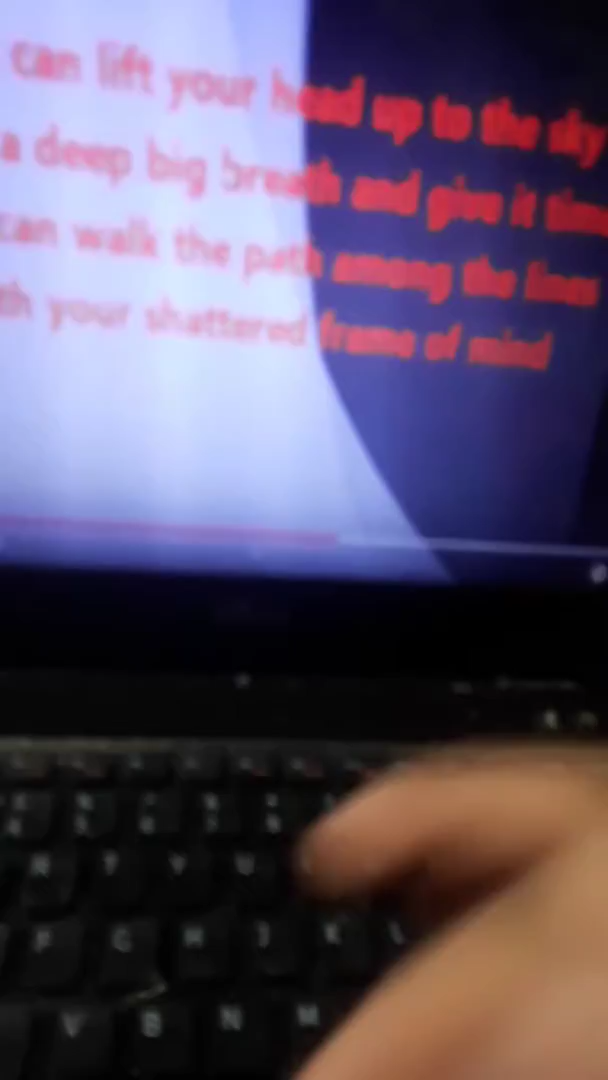 can lift your head up to the sky
a deep big breath and give it time
can walk the path among the lines
your shattered frame of mind
R T Y U
F G H J K L
V B N M